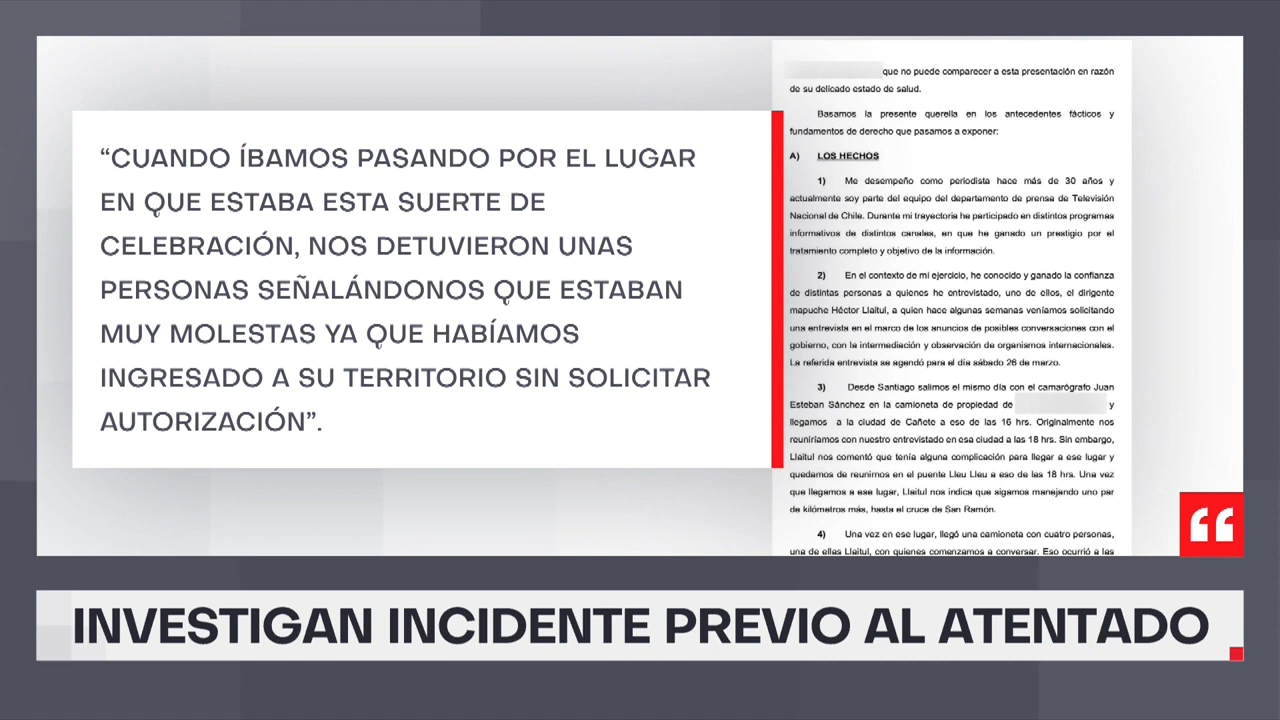 “CUANDO ÍBAMOS PASANDO POR EL LUGAR
EN QUE ESTABA ESTA SUERTE DE
CELEBRACIÓN, NOS DETUVIERON UNAS
PERSONAS SEÑALÁNDONOS QUE ESTABAN
MUY MOLESTAS YA QUE HABÍAMOS
INGRESADO A SU TERRITORIO SIN SOLICITAR
AUTORIZACIÓN”.
que no puede comparecer a esta presentación en razón
de su delicado estado de salud.
Basamos la presente querella en los antecedentes fácticos y
fundamentos de derecho que pasamos a exponer:
A) LOS HECHOS
1) Me desempeño como periodista hace más de 30 años y
actualmente soy parte del equipo del departamento de prensa de Televisión
Nacional de Chile. Durante mi trayectoria he participado en distintos programas
informativos de distintos canales, en que he ganado un prestigio por el
tratamiento completo y objetivo de la información.
2) En el contexto de mi ejercicio, he conocido y ganado la confianza
de distintas personas a quienes he entrevistado, uno de ellos, el dirigente
mapuche Héctor Llaitul, a quien hace algunas semanas veníamos solicitando
una entrevista en el marco de los anuncios de posibles conversaciones con el
gobierno, con la intermediación y observación de organismos internacionales.
La referida entrevista se agendó para el día sábado 26 de marzo.
3) Desde Santiago salimos el mismo día con el camarógrafo Juan
Esteban Sánchez en la camioneta de propiedad de y
llegamos a la ciudad de Cañete a eso de las 16 hrs. Originalmente nos
reuniríamos con nuestro entrevistado en esa ciudad a las 18 hrs. Sin embargo,
Llaitul nos comentó que tenía alguna complicación para llegar a ese lugar y
quedamos de reunirnos en el puente Lleu Lleu a eso de las 18 hrs. Una vez
que llegamos a ese lugar, Llaitul nos indica que sigamos manejando uno par
de kilómetros más, hasta el cruce de San Ramón.
4) Una vez en ese lugar, llegó una camioneta con cuatro personas,
una de ellas Llaitul, con quienes comenzamos a conversar. Eso ocurrió a las
INVESTIGAN INCIDENTE PREVIO AL ATENTADO